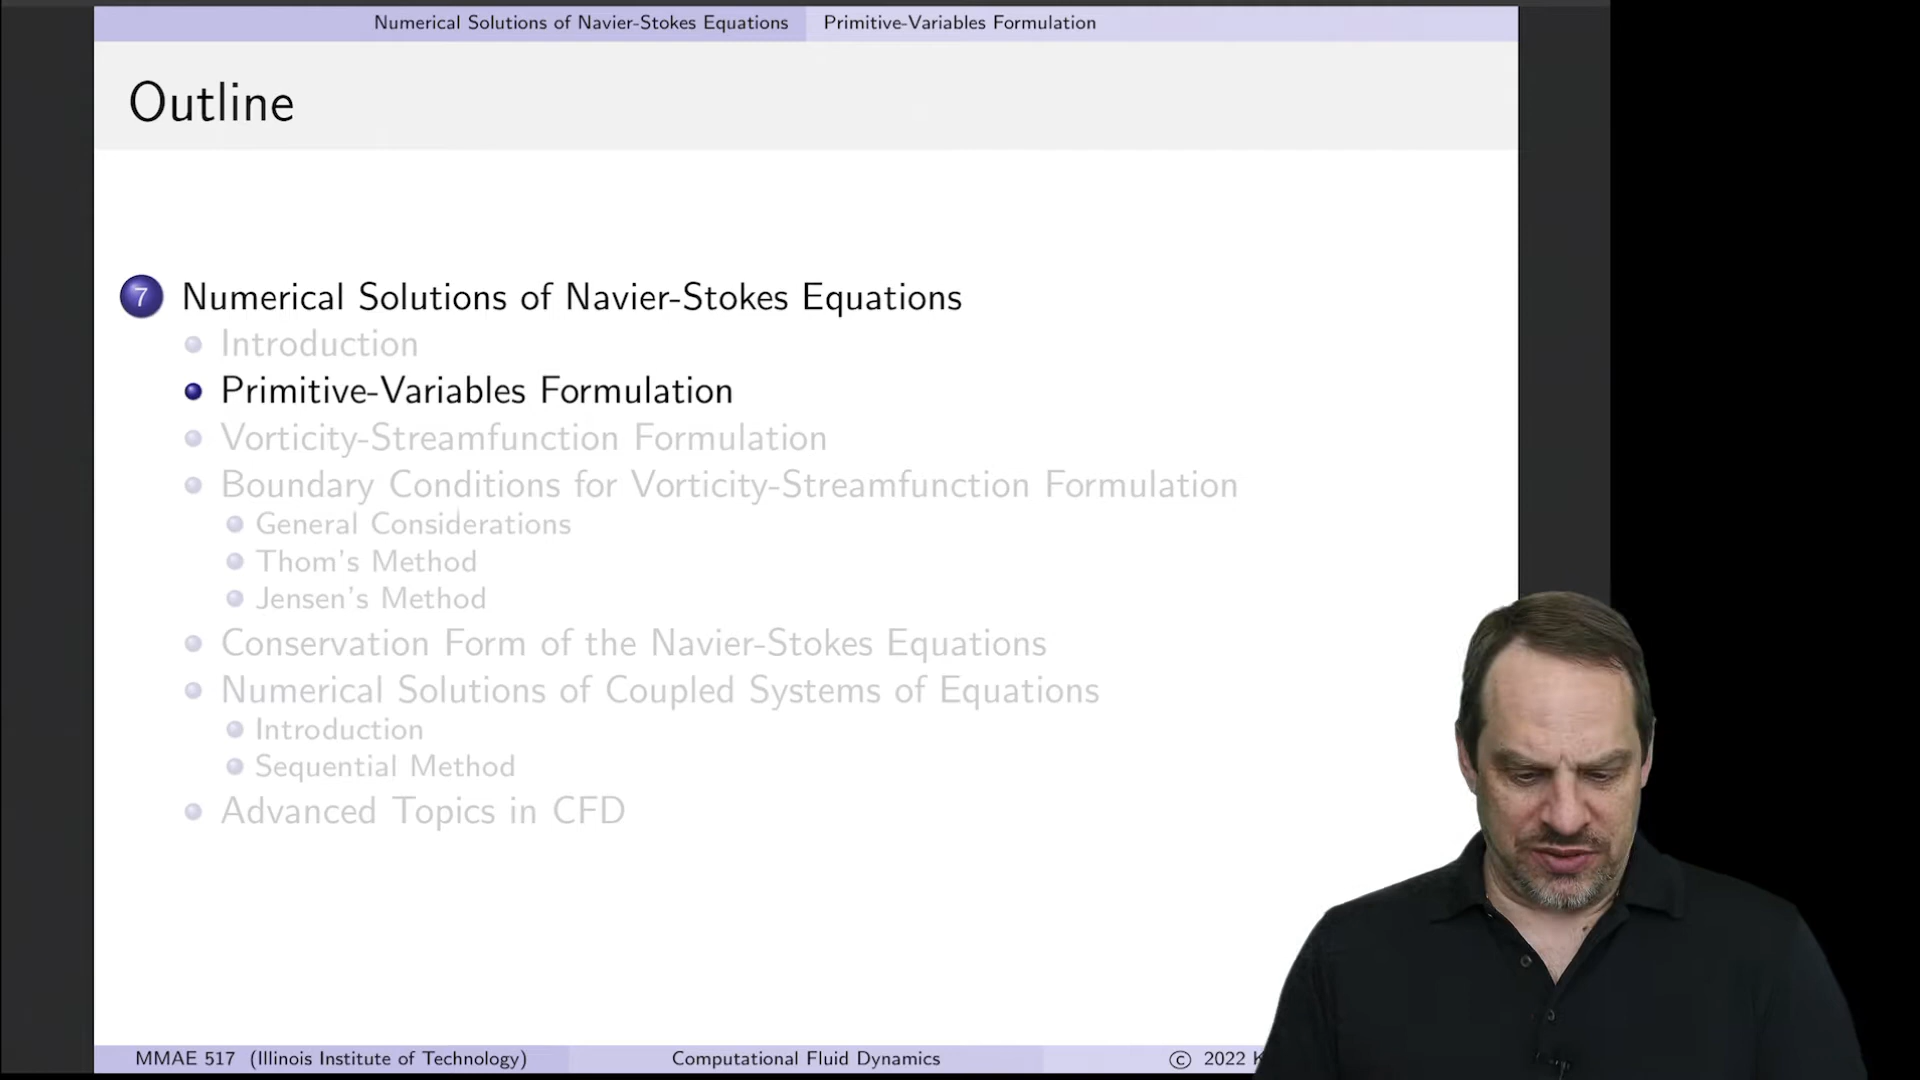 Numerical Solutions of Navier-Stokes Equations Primitive-Variables Formulation
Outline
7 Numerical Solutions of Navier-Stokes Equations
Introduction
Primitive-Variables Formulation
Vorticity-Streamfunction Formulation
Boundary Conditions for Vorticity-Streamfunction Formulation
General Considerations
Thom's Method
Jensen's Method
Conservation Form of the Navier-Stokes Equations
Numerical Solutions of Coupled Systems of Equations
Introduction
Sequential Method
Advanced Topics in CFD
MMAE 517 (Illinois Institute of Technology) Computational Fluid Dynamics © 2022